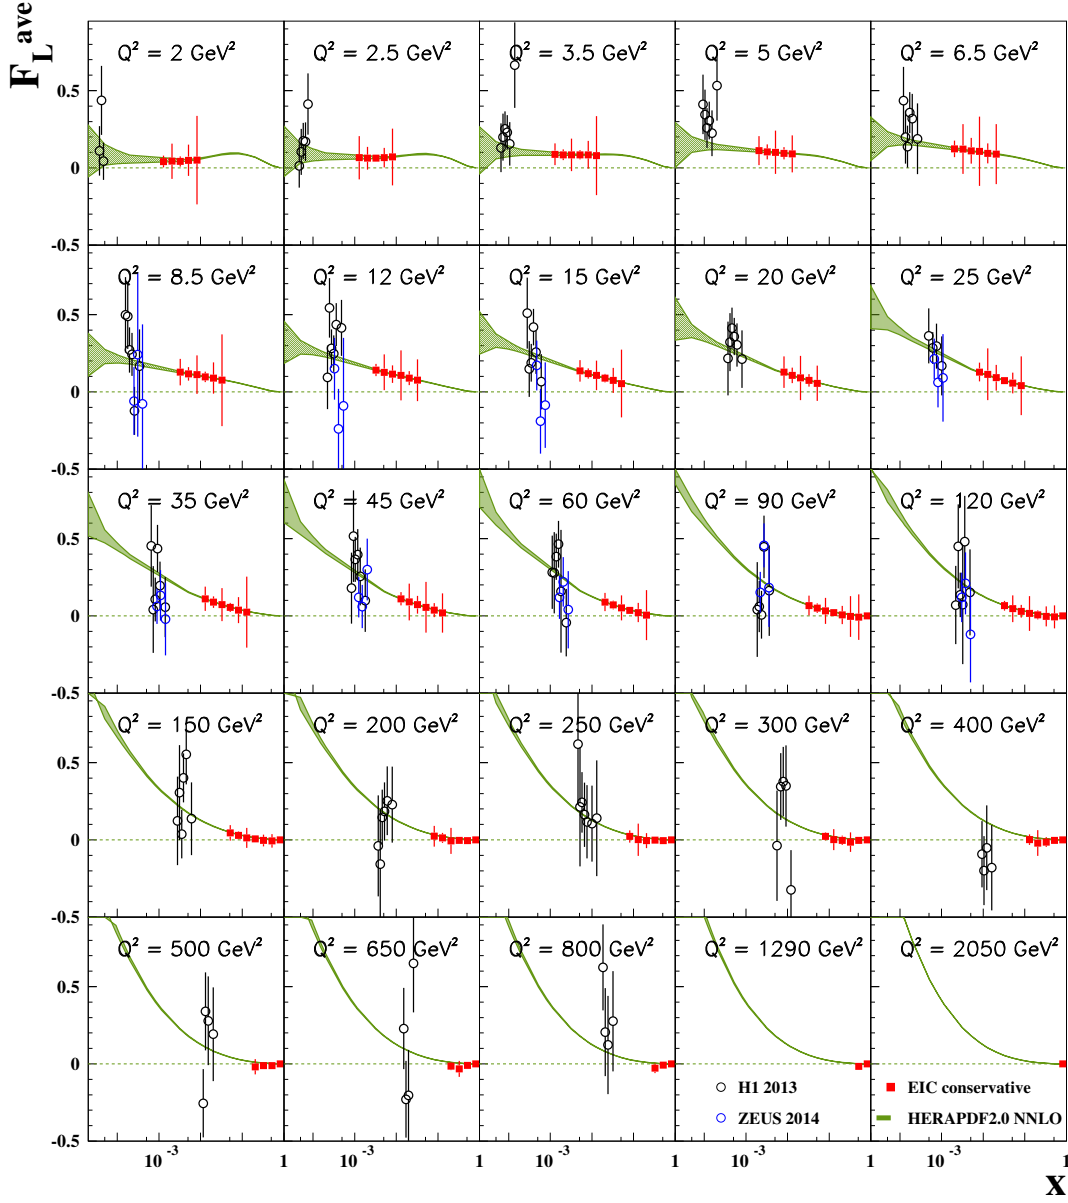 F_L^ave
Q² = 2 GeV² Q² = 2.5 GeV² Q² = 3.5 GeV² Q² = 5 GeV² Q² = 6.5 GeV²
0.5
0
-0.5
Q² = 8.5 GeV² Q² = 12 GeV² Q² = 15 GeV² Q² = 20 GeV² Q² = 25 GeV²
0.5
0
-0.5
Q² = 35 GeV² Q² = 45 GeV² Q² = 60 GeV² Q² = 90 GeV² Q² = 120 GeV²
0.5
0
-0.5
Q² = 150 GeV² Q² = 200 GeV² Q² = 250 GeV² Q² = 300 GeV² Q² = 400 GeV²
0.5
0
-0.5
Q² = 500 GeV² Q² = 650 GeV² Q² = 800 GeV² Q² = 1290 GeV² Q² = 2050 GeV²
0.5
0
H1 2013 EIC conservative
ZEUS 2014 HERAPDF2.0 NNLO
-0.5
10⁻³ 1 10⁻³ 1 10⁻³ 1 10⁻³ 1 10⁻³ 1
x